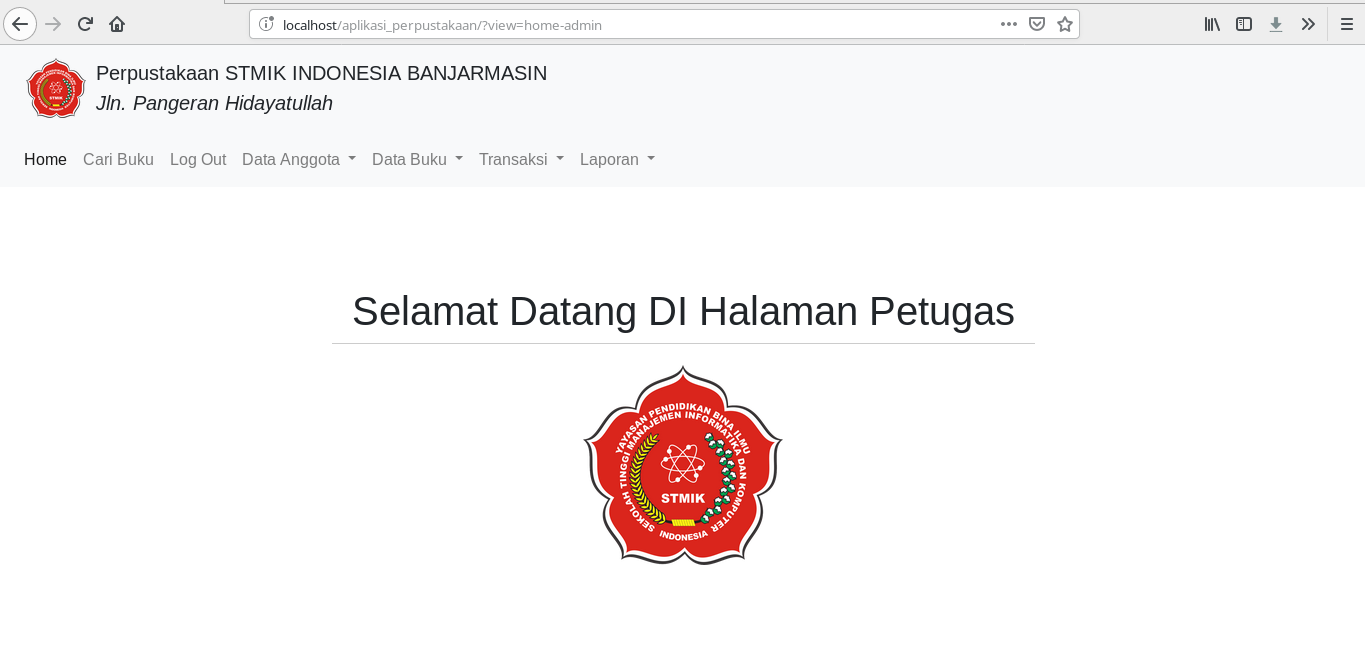 localhost/aplikasi_perpustakaan/?view=home-admin
Perpustakaan STMIK INDONESIA BANJARMASIN
Jln. Pangeran Hidayatullah
Home Cari Buku Log Out Data Anggota Data Buku Transaksi Laporan
Selamat Datang DI Halaman Petugas
YAYASAN PENDIDIKAN BINA ILMU
SEKOLAH TINGGI MANAJEMEN INFORMATIKA DAN KOMPUTER
STMIK
INDONESIA